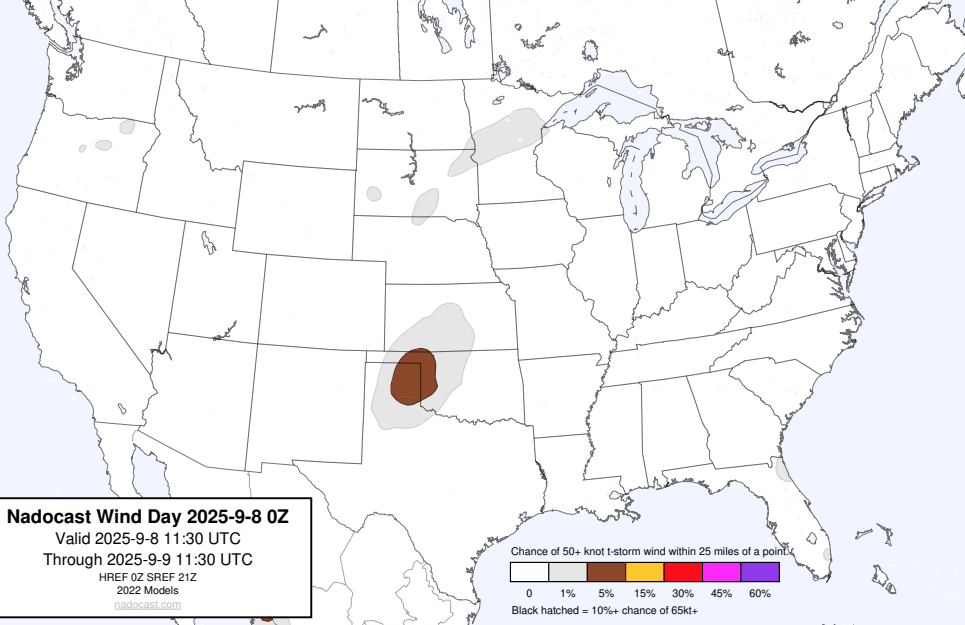 Nadocast Wind Day 2025-9-8 0Z
Valid 2025-9-8 11:30 UTC
Through 2025-9-9 11:30 UTC
HREF 0Z SREF 21Z
2022 Models
nadocast.com
Chance of 50+ knot t-storm wind within 25 miles of a point.
0 1% 5% 15% 30% 45% 60%
Black hatched = 10%+ chance of 65kt+